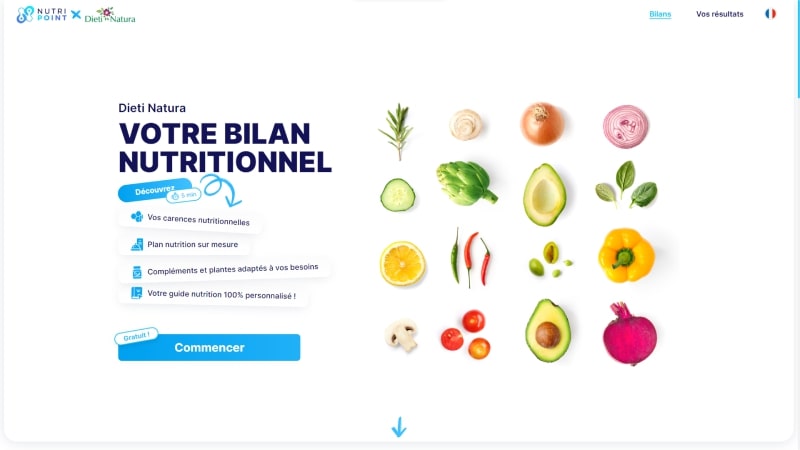 NUTRI
POINT
Dieti Natura
Bilans
Vos résultats
Dieti Natura
VOTRE BILAN
NUTRITIONNEL
Découvrez
5 min
Vos carences nutritionnelles
Plan nutrition sur mesure
Compléments et plantes adaptés à vos besoins
Votre guide nutrition 100% personnalisé !
Gratuit !
Commencer